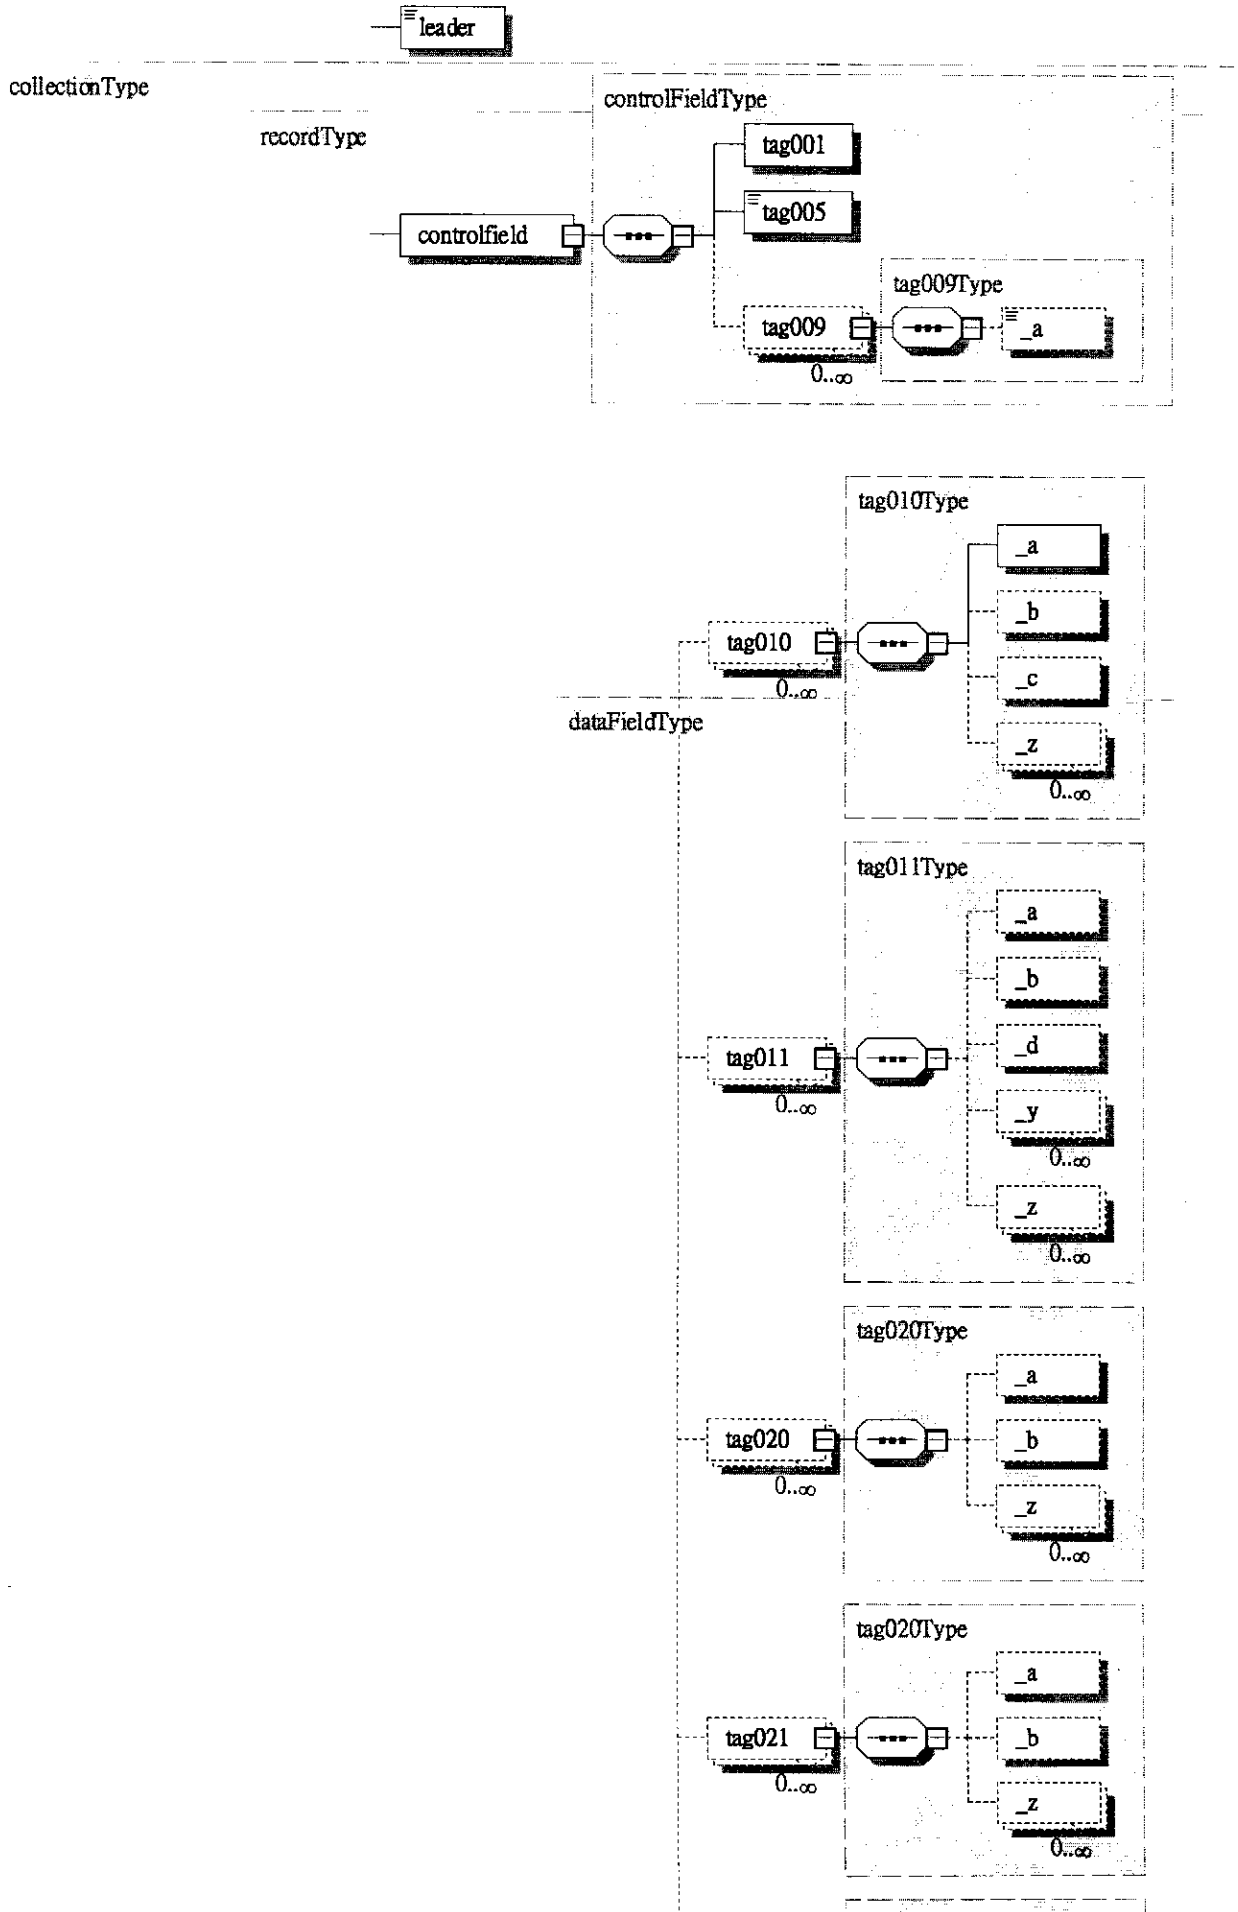 leader
collectionType
controlFieldType
recordType
tag001
tag005
controlfield
tag009Type
tag009
_a
0..∞
tag010Type
_a
_b
tag010
_c
0..∞
dataFieldType
_z
0..∞
tag011Type
_a
_b
_d
tag011
0..∞
_y
0..∞
_z
0..∞
tag020Type
_a
tag020
_b
0..∞
_z
0..∞
tag020Type
_a
tag021
_b
0..∞
_z
0..∞